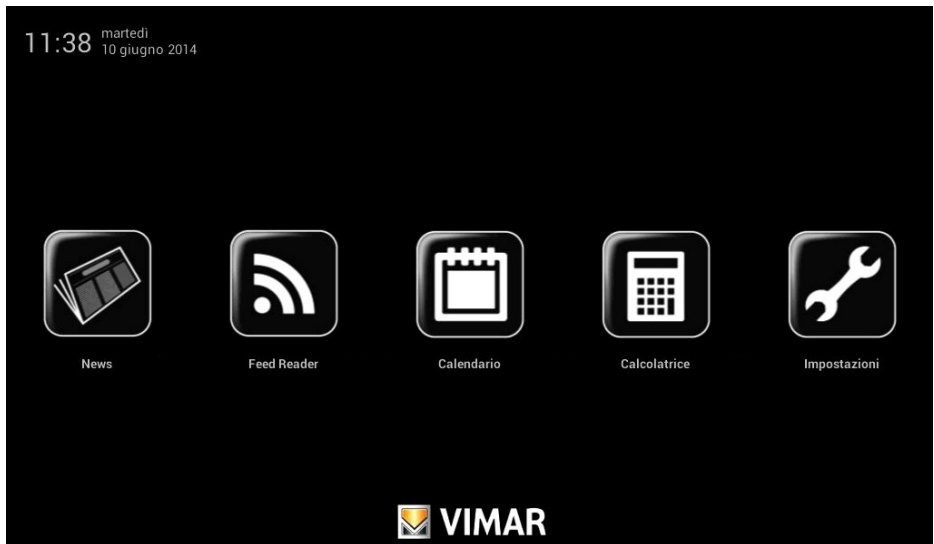 11:38 martedì
10 giugno 2014
News Feed Reader Calendario Calcolatrice Impostazioni
VIMAR